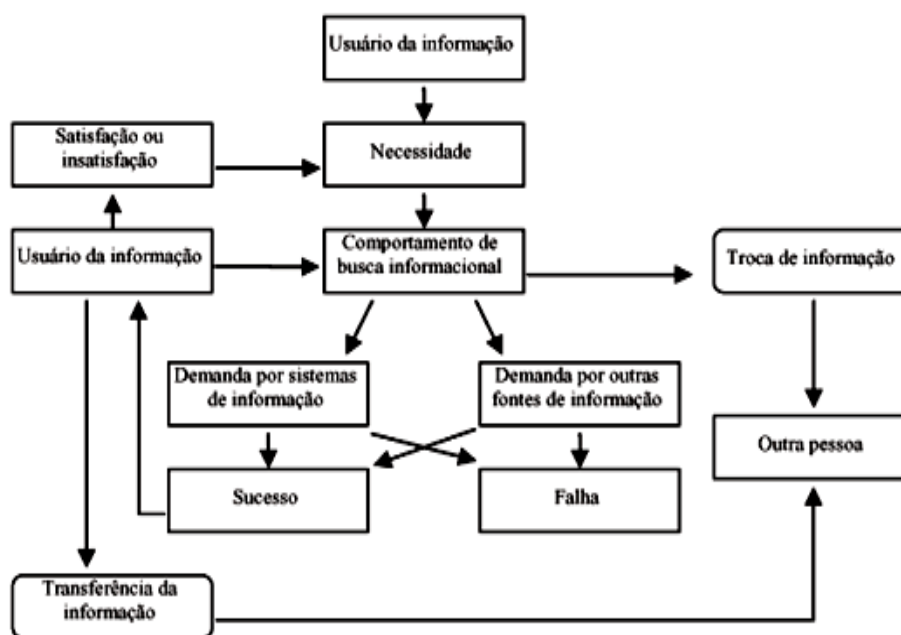 Usuário da informação
Satisfação ou
insatisfação
Necessidade
Usuário da informação
Comportamento de
busca informacional
Troca de informação
Demanda por sistemas
de informação
Demanda por outras
fontes de informação
Outra pessoa
Sucesso
Falha
Transferência da
informação